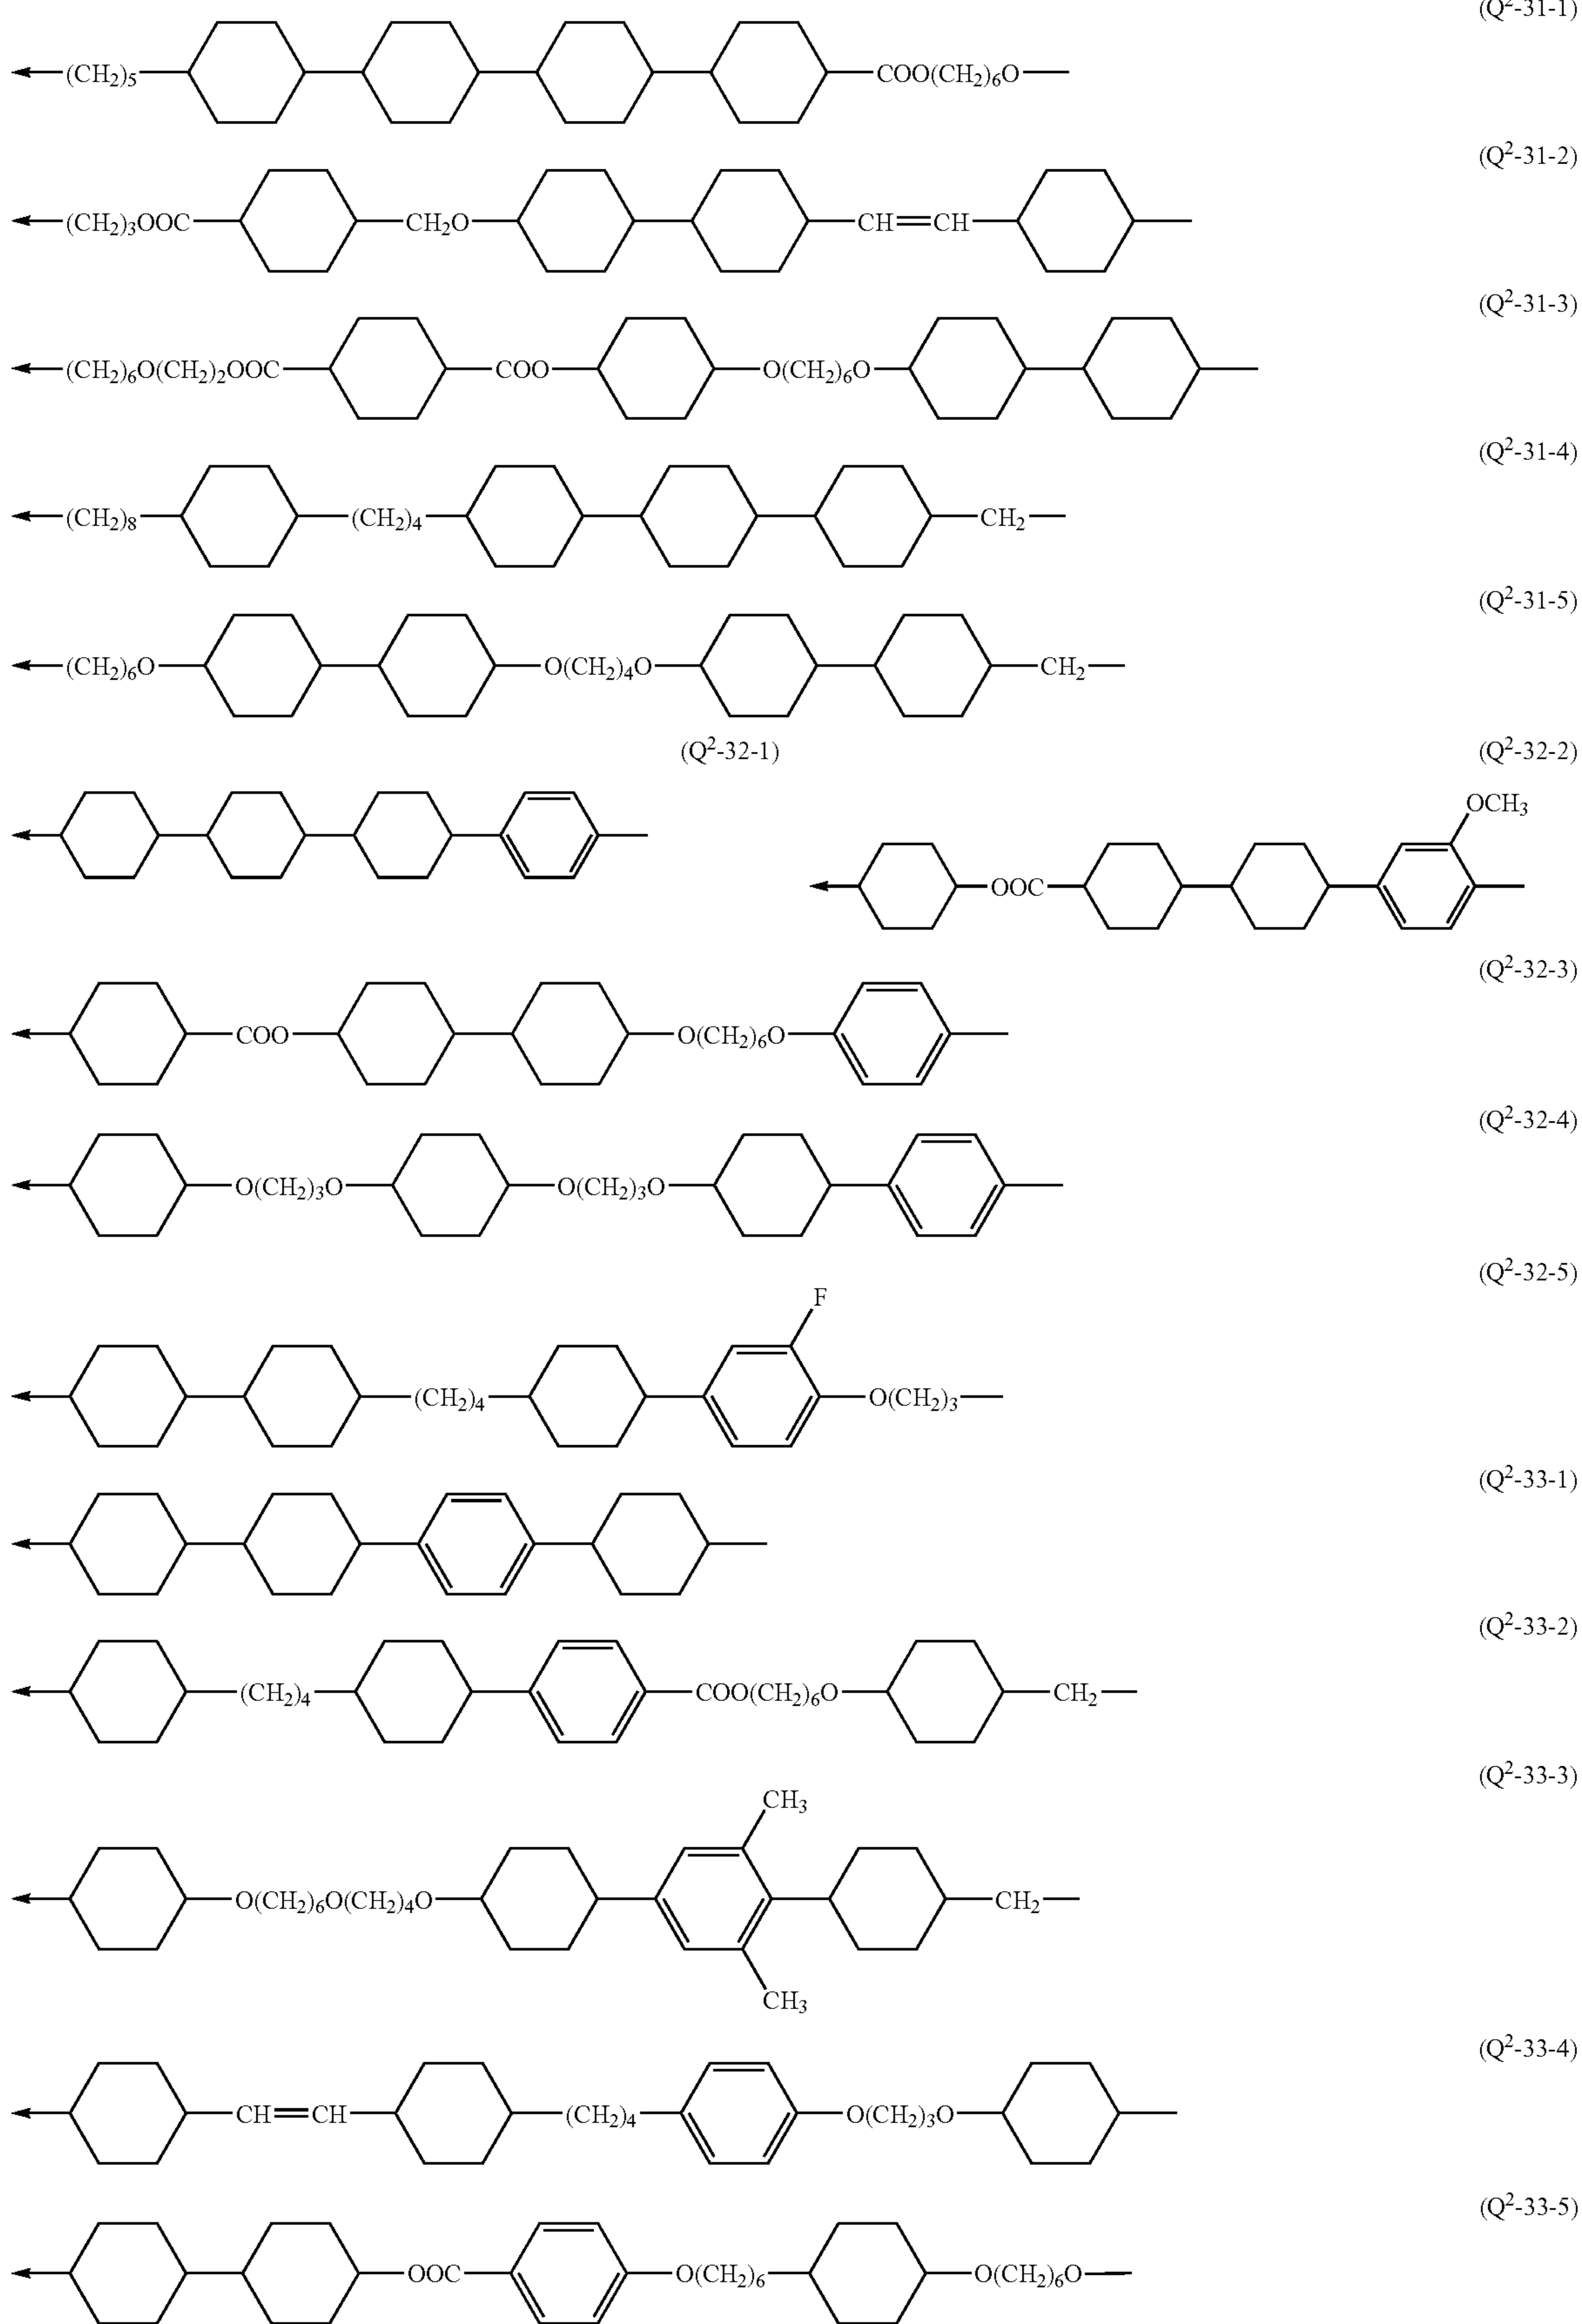 (Q²-31-1)
(CH₂)₅ COO(CH₂)₆O
(Q²-31-2)
(CH₂)₃OOC CH₂O CH=CH
(Q²-31-3)
(CH₂)₆O(CH₂)₂OOC COO O(CH₂)₆O
(Q²-31-4)
(CH₂)₈ (CH₂)₄ CH₂
(Q²-31-5)
(CH₂)₆O O(CH₂)₄O CH₂
(Q²-32-1) (Q²-32-2)
OCH₃
OOC
(Q²-32-3)
COO O(CH₂)₆O
(Q²-32-4)
O(CH₂)₃O O(CH₂)₃O
(Q²-32-5)
F
(CH₂)₄ O(CH₂)₃
(Q²-33-1)
(Q²-33-2)
(CH₂)₄ COO(CH₂)₆O CH₂
(Q²-33-3)
CH₃
O(CH₂)₆O(CH₂)₄O CH₂
CH₃
(Q²-33-4)
CH=CH (CH₂)₄ O(CH₂)₃O
(Q²-33-5)
OOC O(CH₂)₆ O(CH₂)₆O